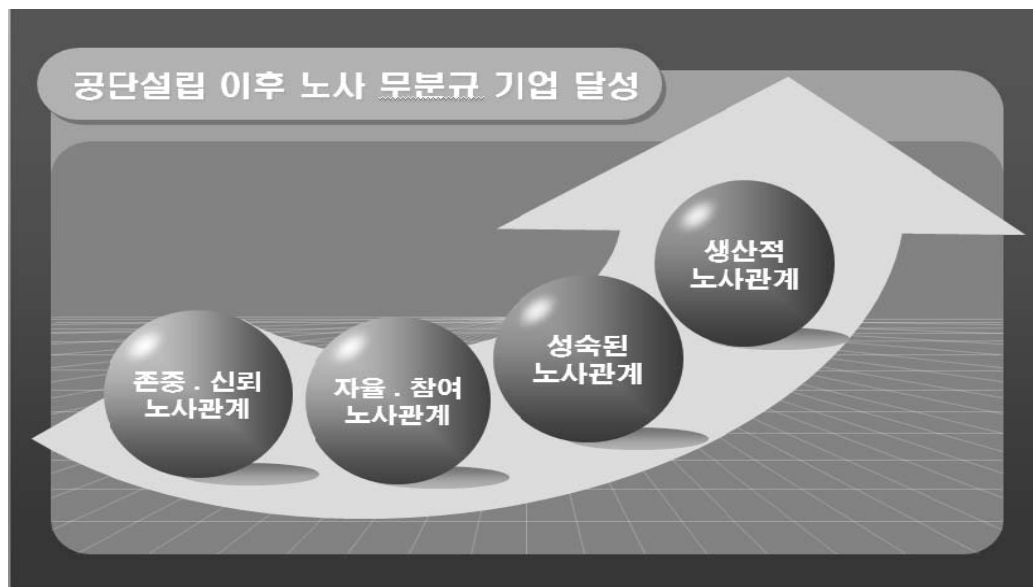 공단설립 이후 노사 무분규 기업 달성
존중 . 신뢰
노사관계
자율 . 참여
노사관계
성숙된
노사관계
생산적
노사관계